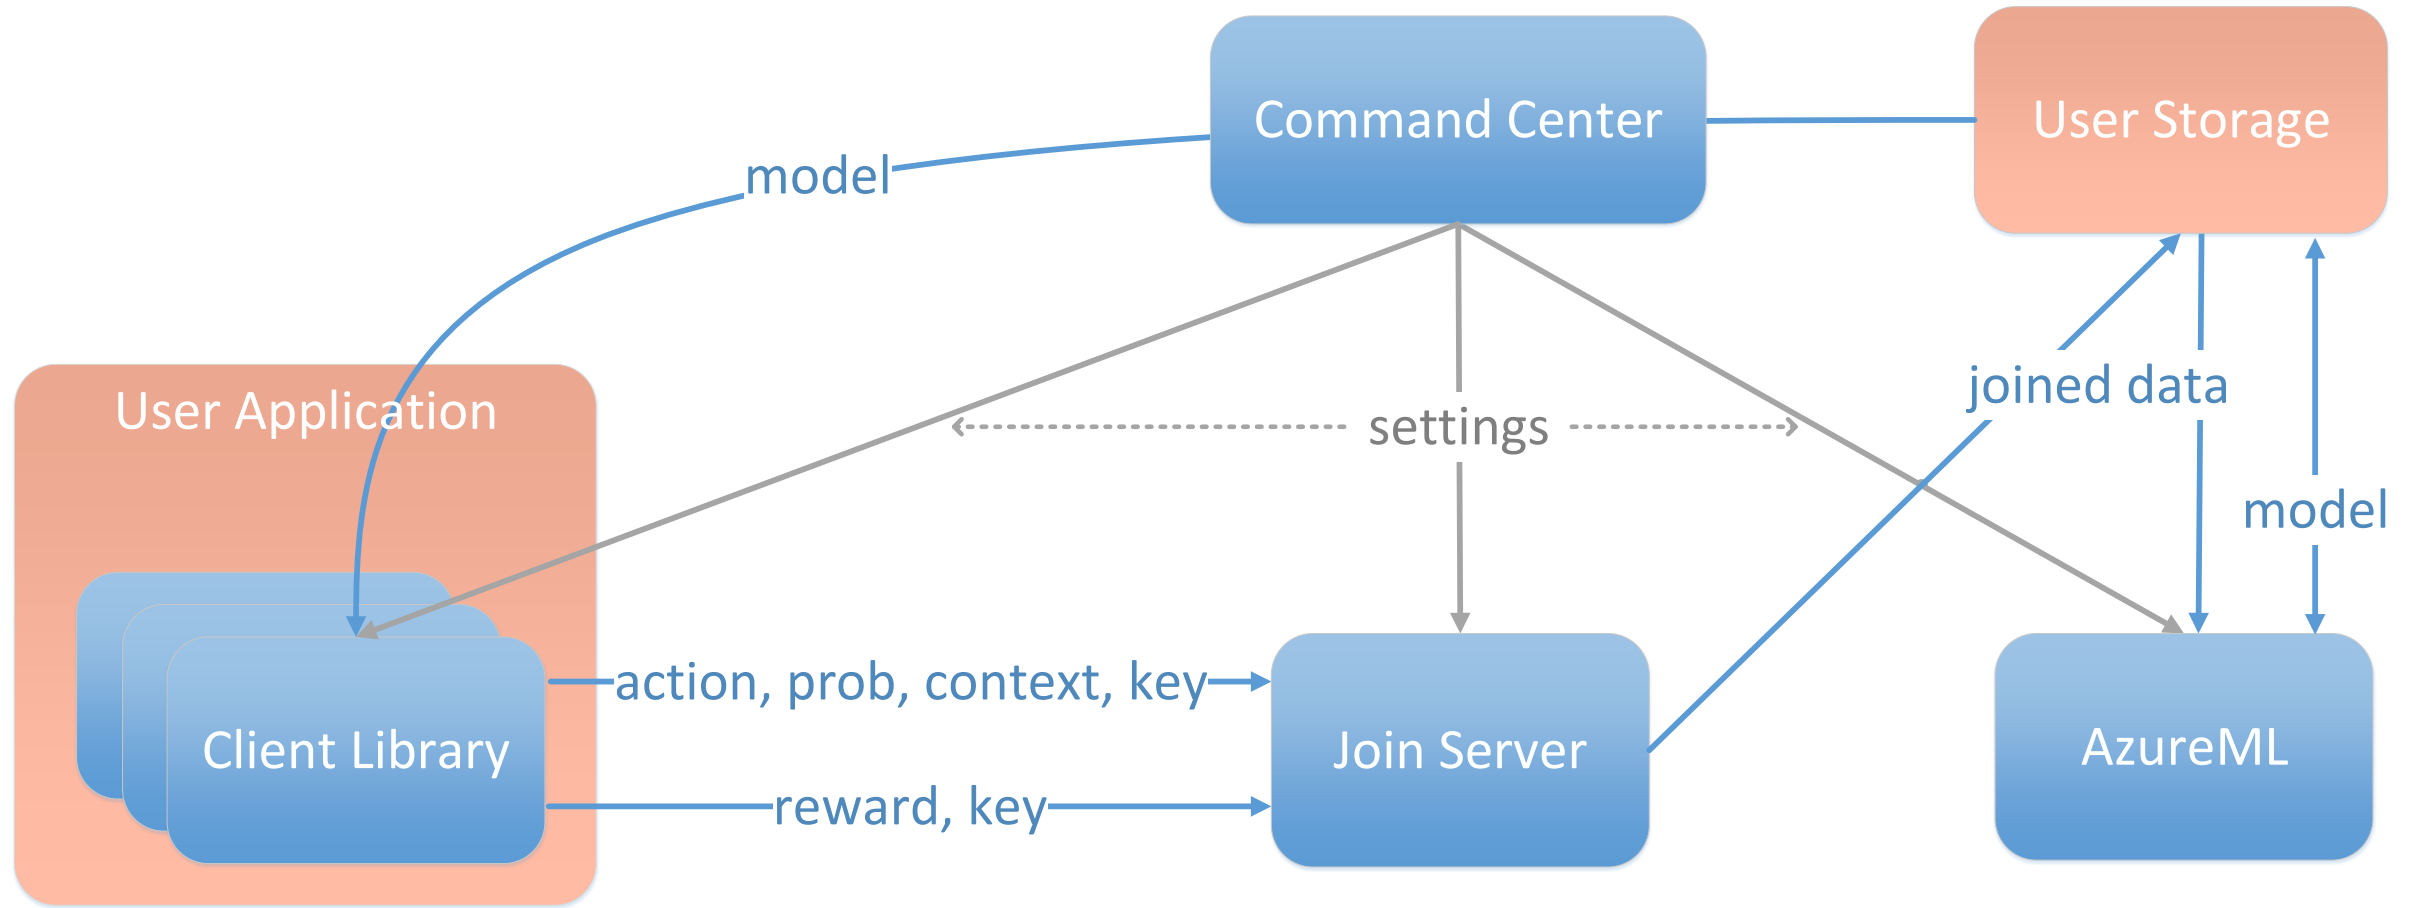 Command Center
User Storage
model
joined data
User Application
settings
model
action, prob, context, key
Client Library
Join Server
AzureML
reward, key